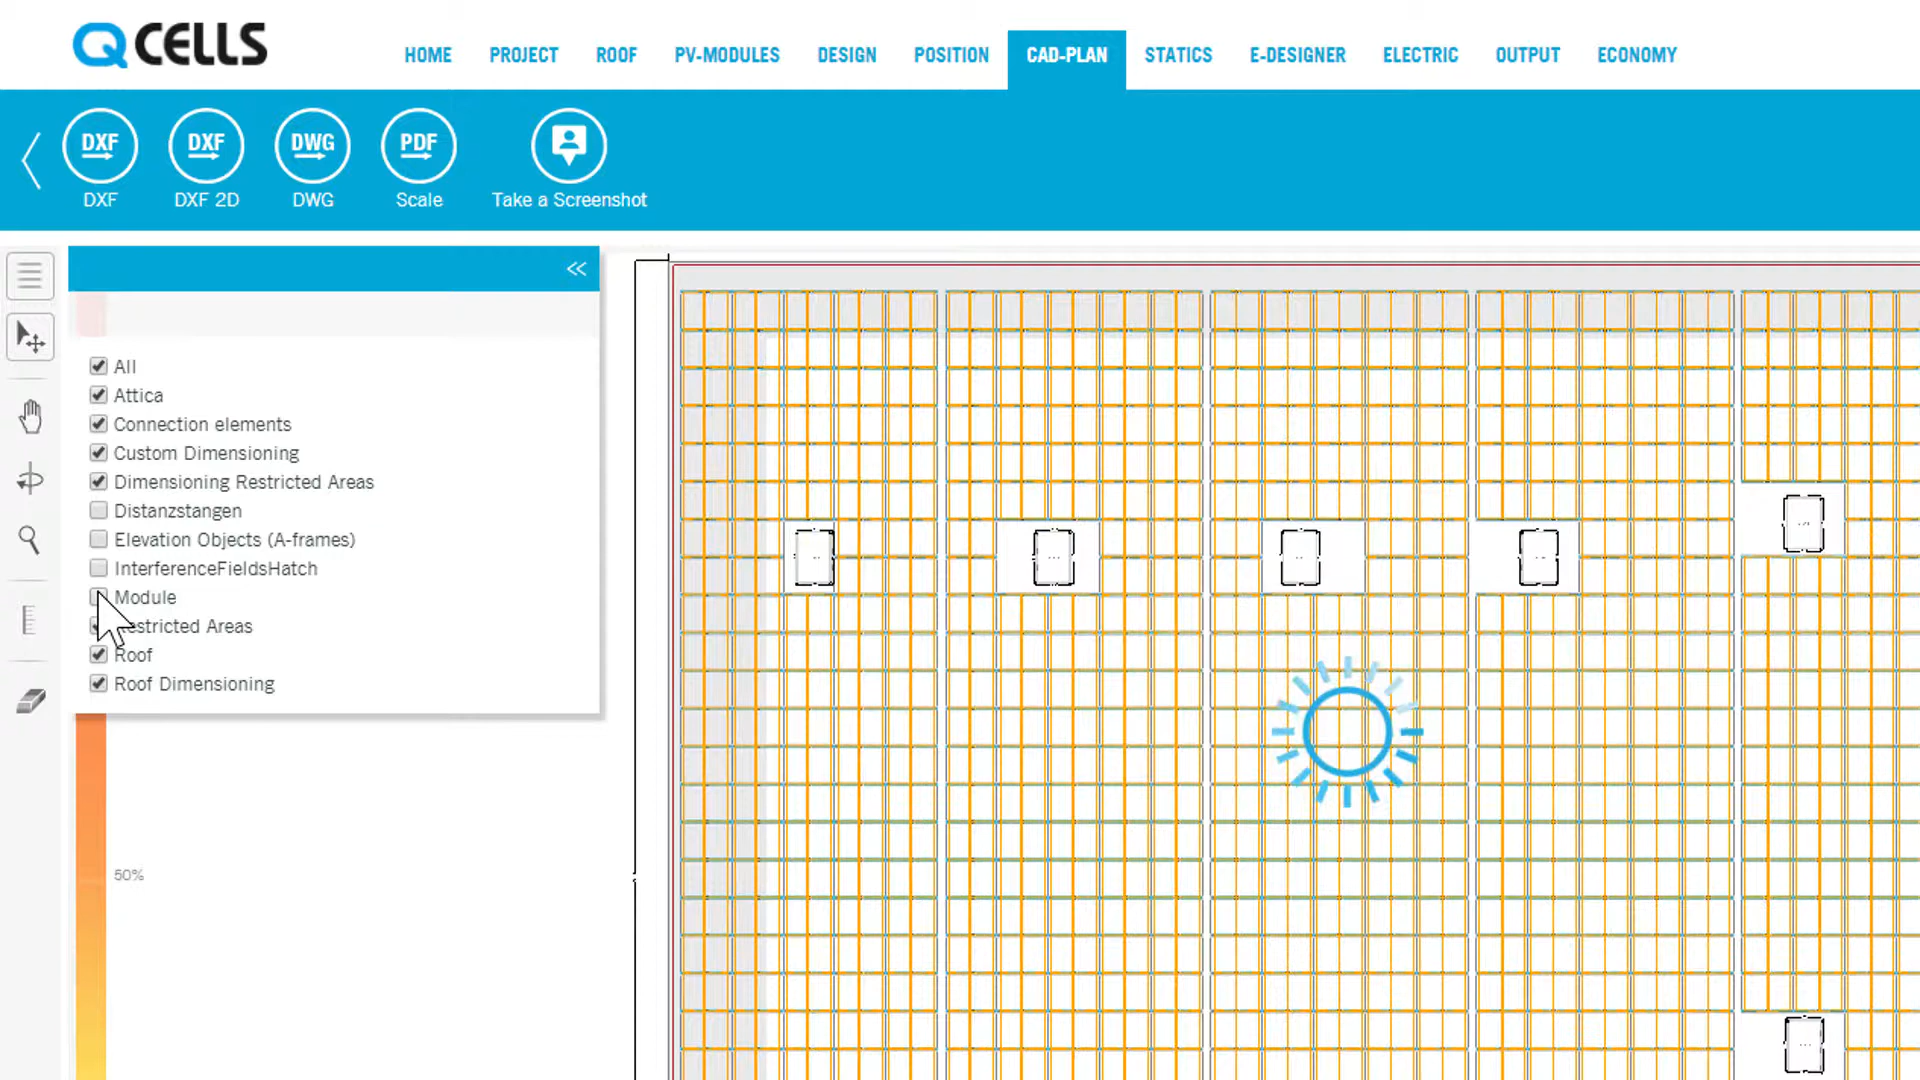 Q CELLS
HOME PROJECT ROOF PV-MODULES DESIGN POSITION CAD-PLAN STATICS E-DESIGNER ELECTRIC OUTPUT ECONOMY
DXF DXF DWG PDF
DXF DXF 2D DWG Scale Take a Screenshot
All
Attica
Connection elements
Custom Dimensioning
Dimensioning Restricted Areas
Distanzstangen
Elevation Objects (A-frames)
InterferenceFieldsHatch
Module
estricted Areas
Roof
Roof Dimensioning
50%